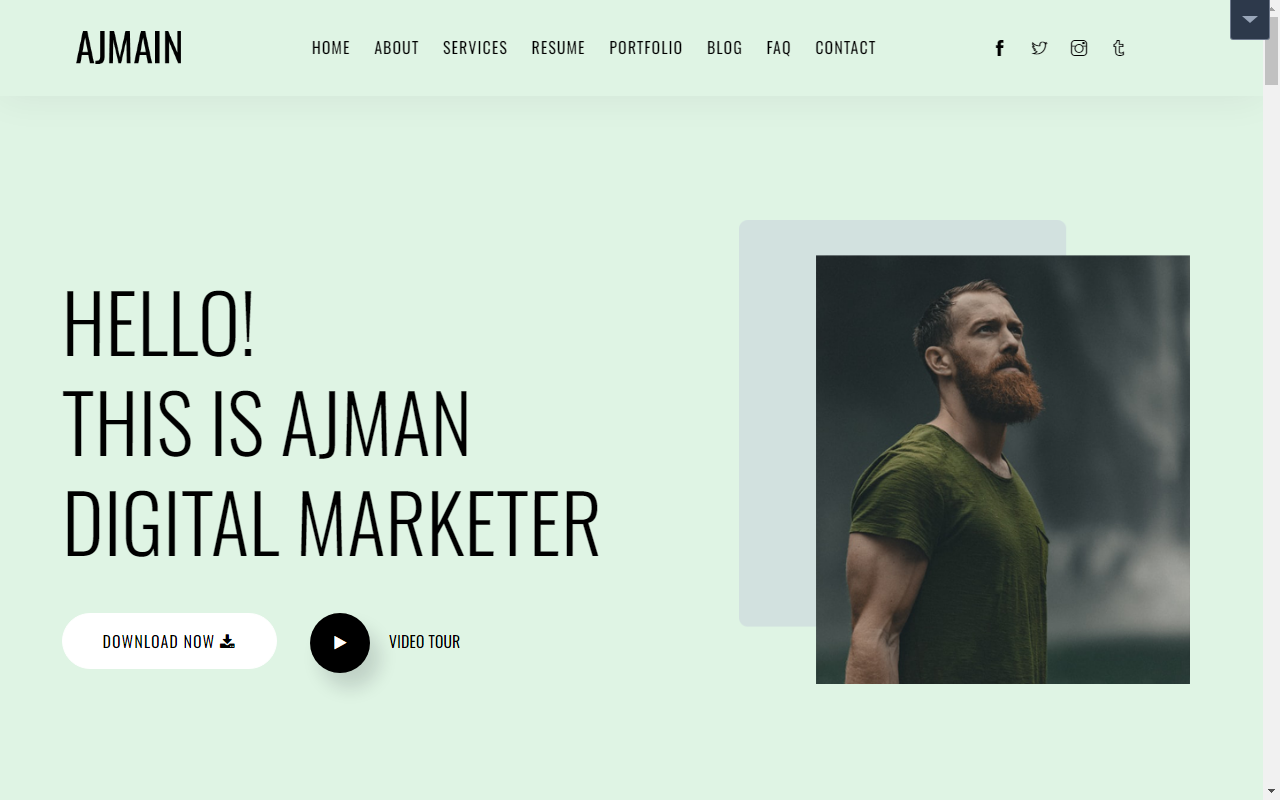 AJMAIN
HOME ABOUT SERVICES RESUME PORTFOLIO BLOG FAQ CONTACT
HELLO!
THIS IS AJMAN
DIGITAL MARKETER
DOWNLOAD NOW
VIDEO TOUR